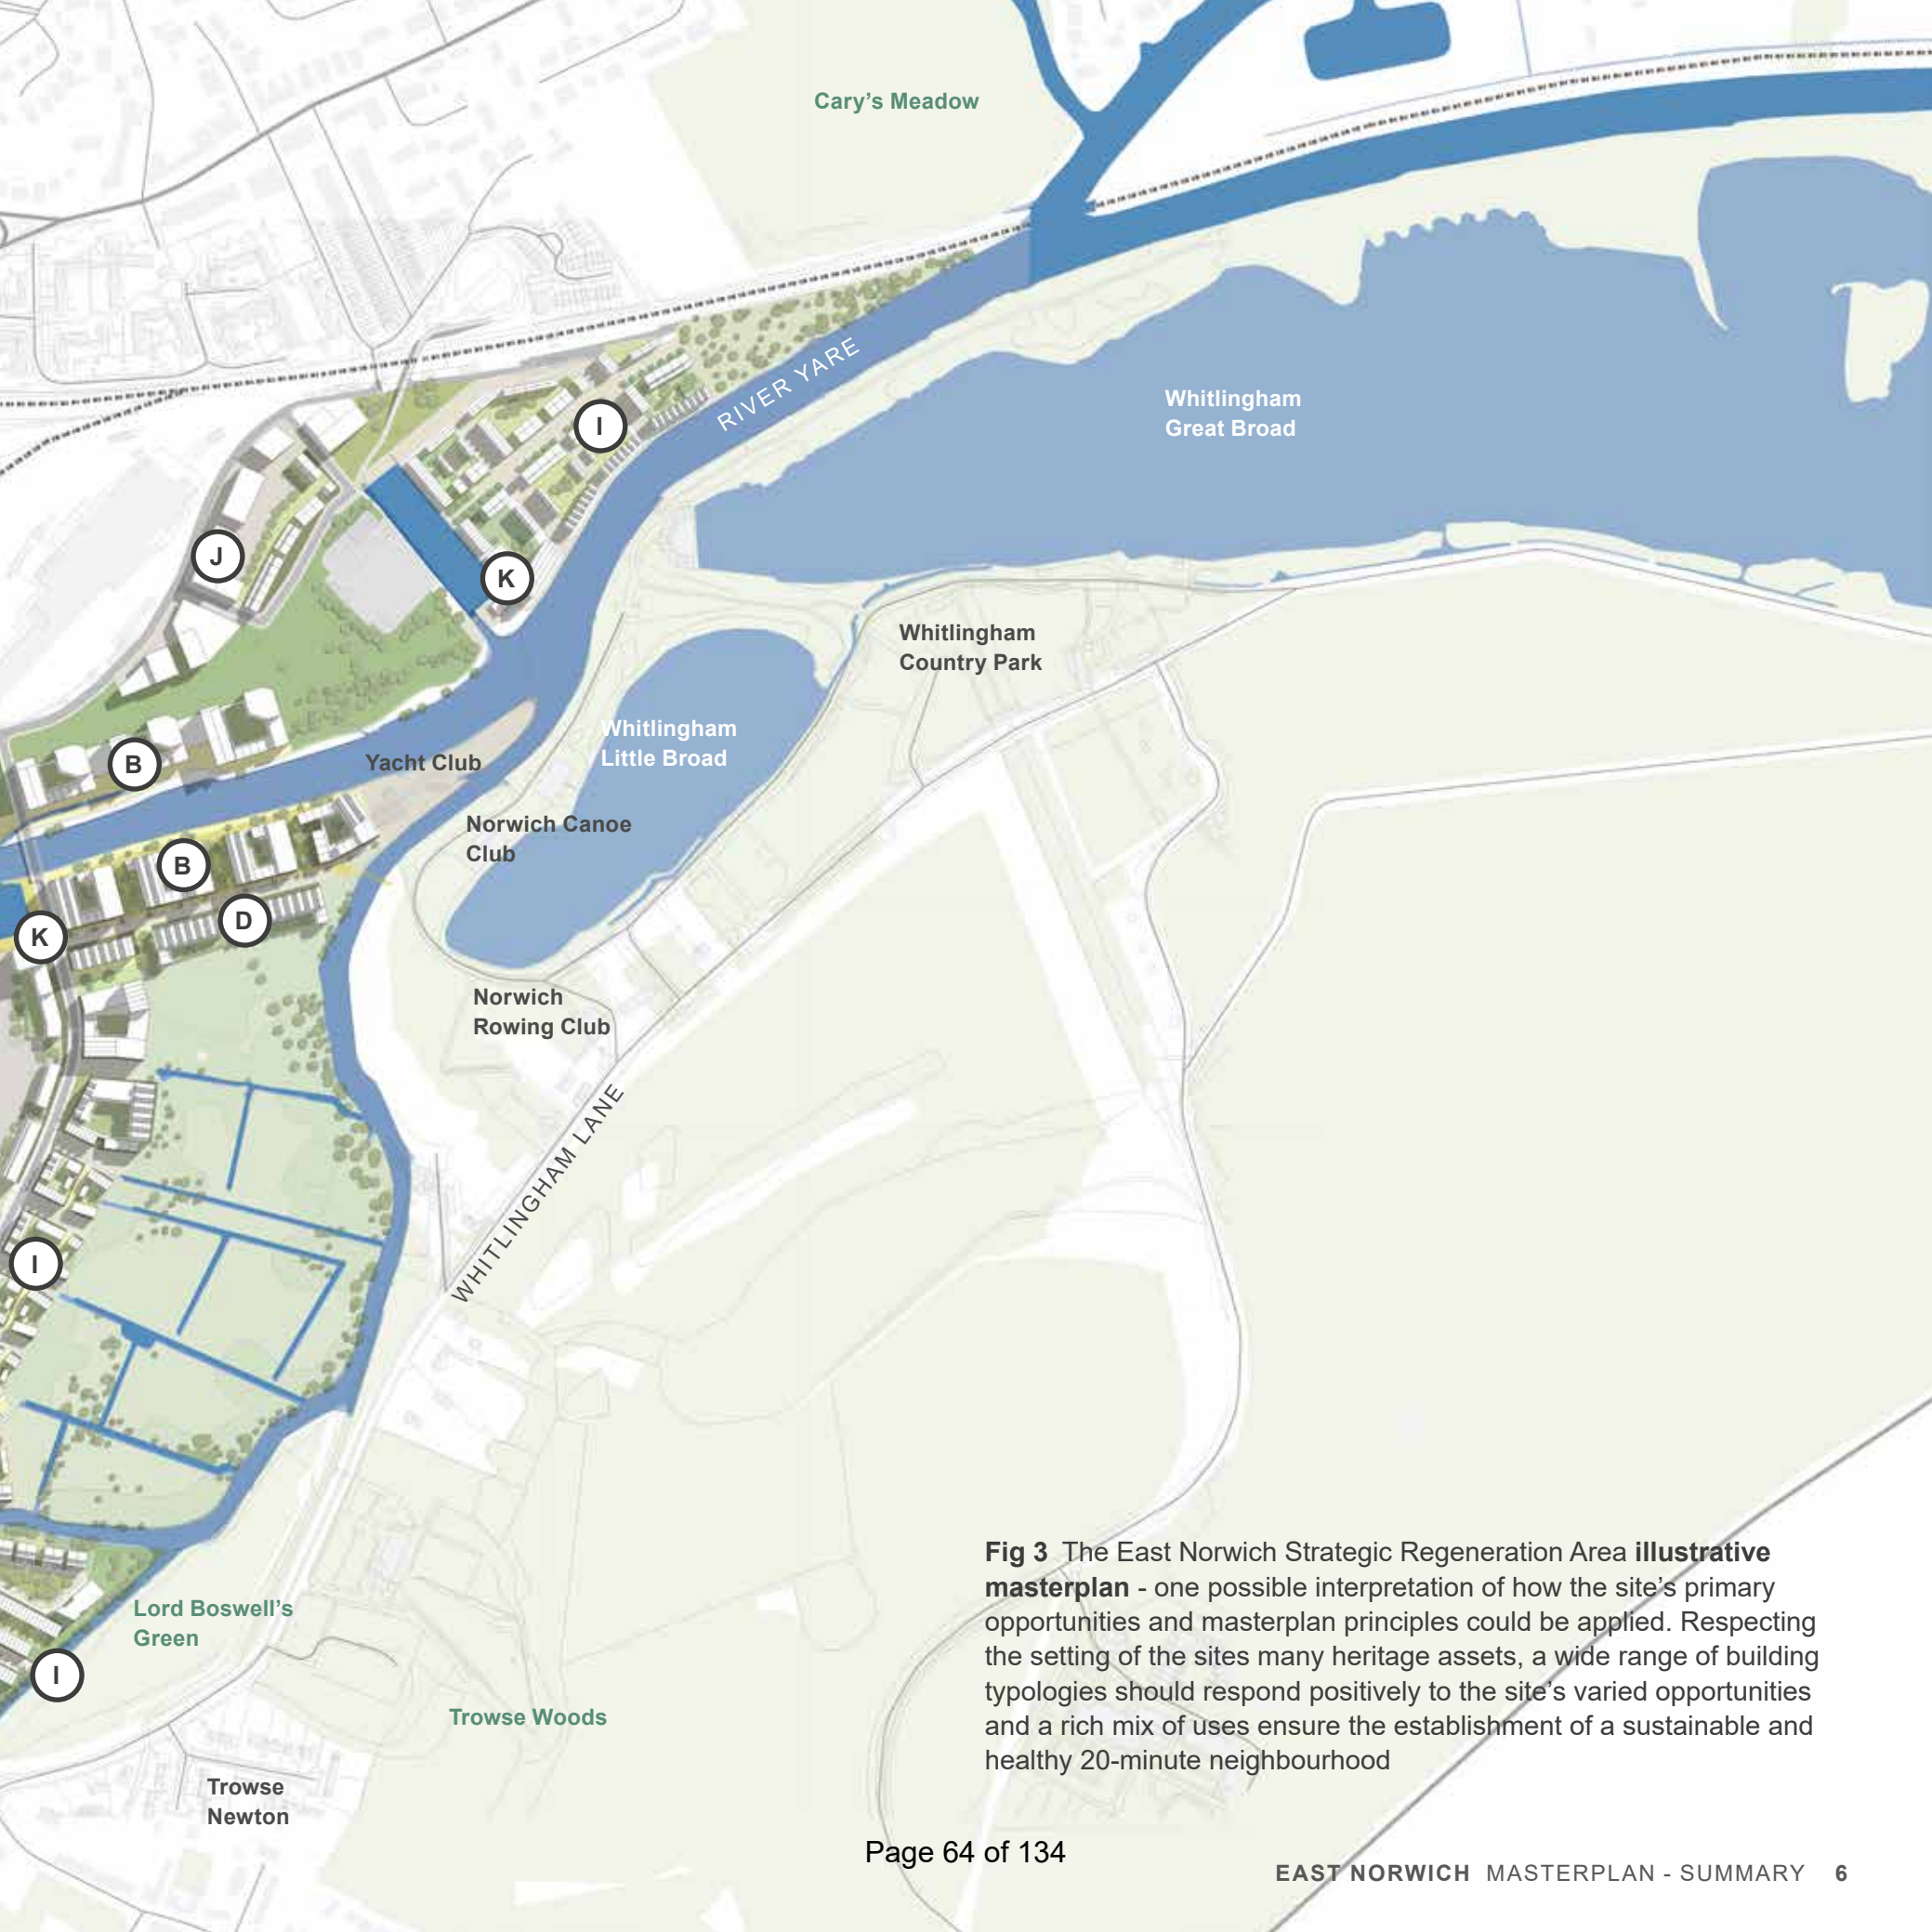 Cary's Meadow
RIVER YARE
Whitlingham
Great Broad
I
J
K
Whitlingham
Country Park
Whitlingham
Little Broad
Yacht Club
B
Norwich Canoe
Club
B
D
K
Norwich
Rowing Club
WHITLINGHAM LANE
I
Lord Boswell's
Green
I
Trowse Woods
Trowse
Newton
Fig 3 The East Norwich Strategic Regeneration Area illustrative
masterplan - one possible interpretation of how the site's primary
opportunities and masterplan principles could be applied. Respecting
the setting of the sites many heritage assets, a wide range of building
typologies should respond positively to the site's varied opportunities
and a rich mix of uses ensure the establishment of a sustainable and
healthy 20-minute neighbourhood
Page 64 of 134
EAST NORWICH MASTERPLAN - SUMMARY 6